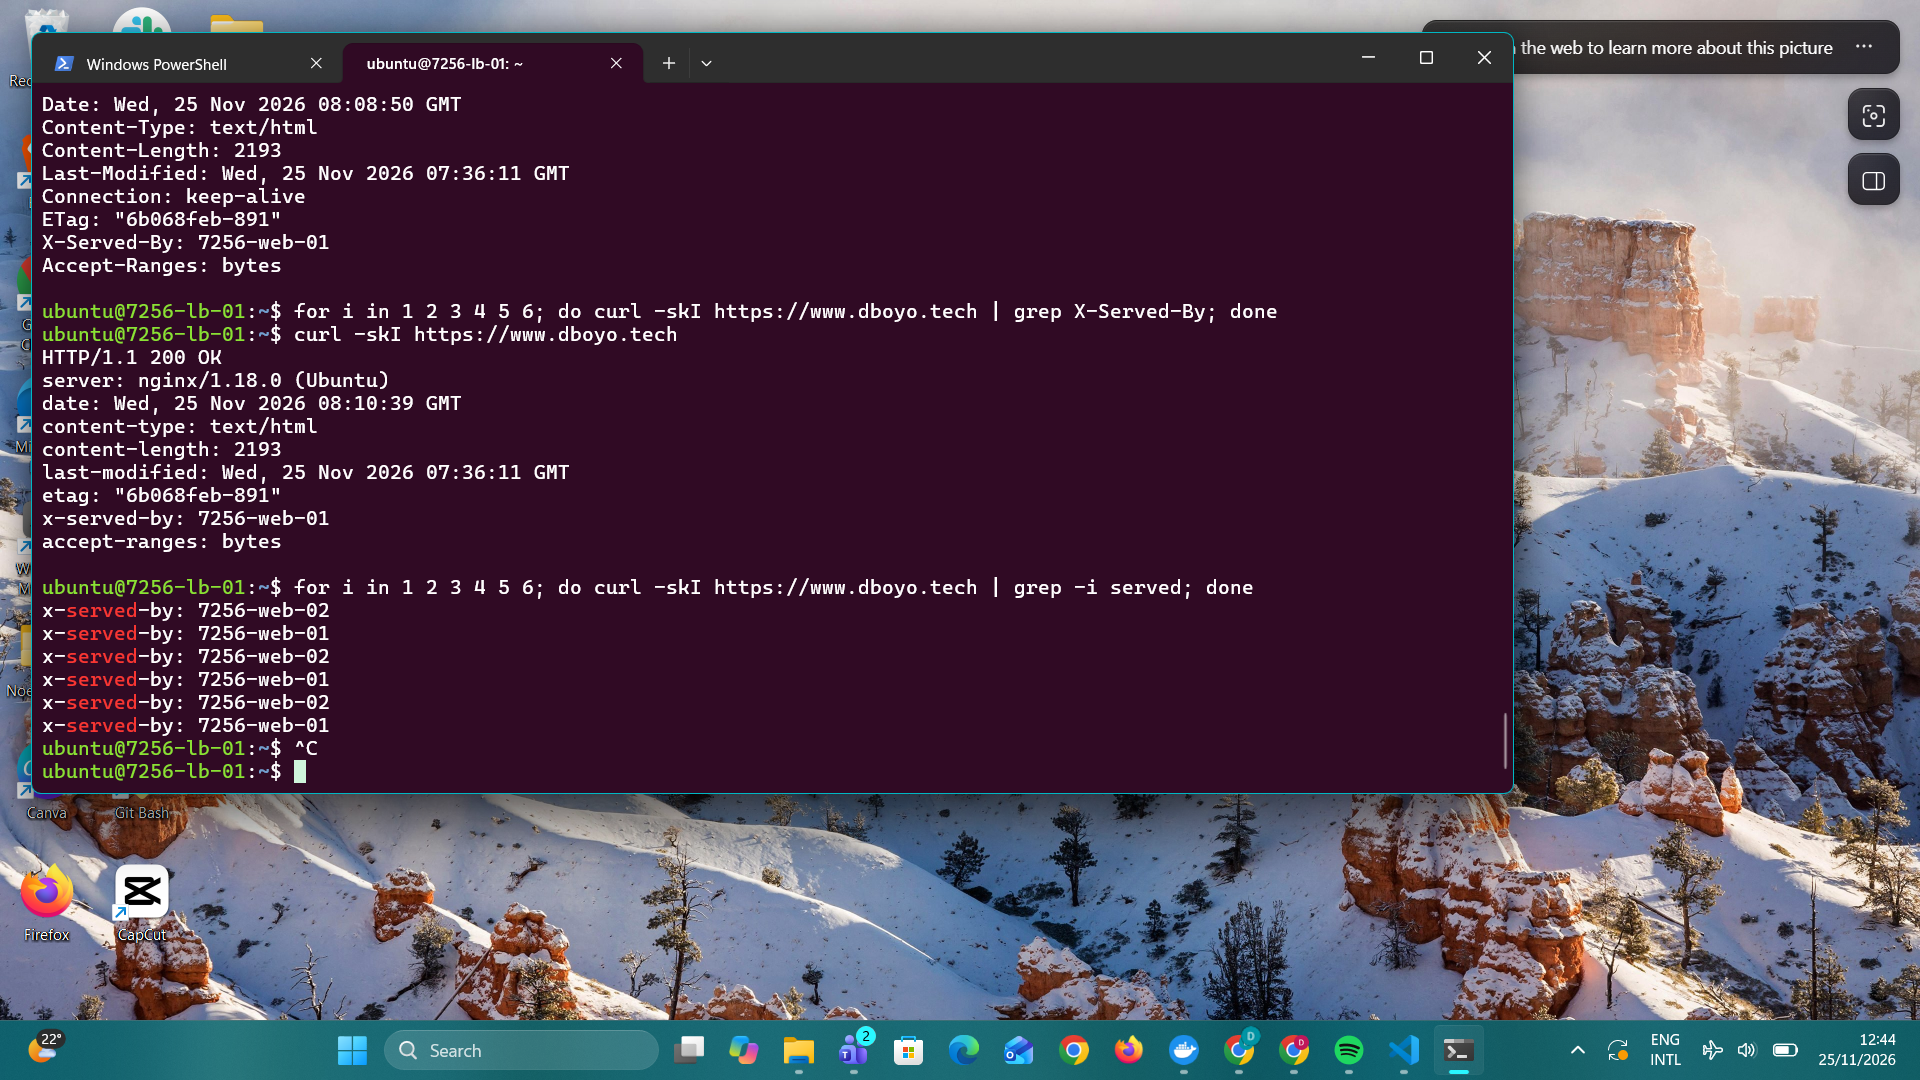 Windows PowerShell
ubuntu@7256-lb-01: ~
the web to learn more about this picture
Date: Wed, 25 Nov 2026 08:08:50 GMT
Content-Type: text/html
Content-Length: 2193
Last-Modified: Wed, 25 Nov 2026 07:36:11 GMT
Connection: keep-alive
ETag: "6b068feb-891"
X-Served-By: 7256-web-01
Accept-Ranges: bytes
ubuntu@7256-lb-01:~$ for i in 1 2 3 4 5 6; do curl -skI https://www.dboyo.tech | grep X-Served-By; done
ubuntu@7256-lb-01:~$ curl -skI https://www.dboyo.tech
HTTP/1.1 200 OK
server: nginx/1.18.0 (Ubuntu)
date: Wed, 25 Nov 2026 08:10:39 GMT
content-type: text/html
content-length: 2193
last-modified: Wed, 25 Nov 2026 07:36:11 GMT
etag: "6b068feb-891"
x-served-by: 7256-web-01
accept-ranges: bytes
ubuntu@7256-lb-01:~$ for i in 1 2 3 4 5 6; do curl -skI https://www.dboyo.tech | grep -i served; done
x-served-by: 7256-web-02
x-served-by: 7256-web-01
x-served-by: 7256-web-02
x-served-by: 7256-web-01
x-served-by: 7256-web-02
x-served-by: 7256-web-01
ubuntu@7256-lb-01:~$ ^C
ubuntu@7256-lb-01:~$
Canva
Git Bash
Firefox
CapCut
22°
Search
2
D
D
ENG
INTL
12:44
25/11/2026